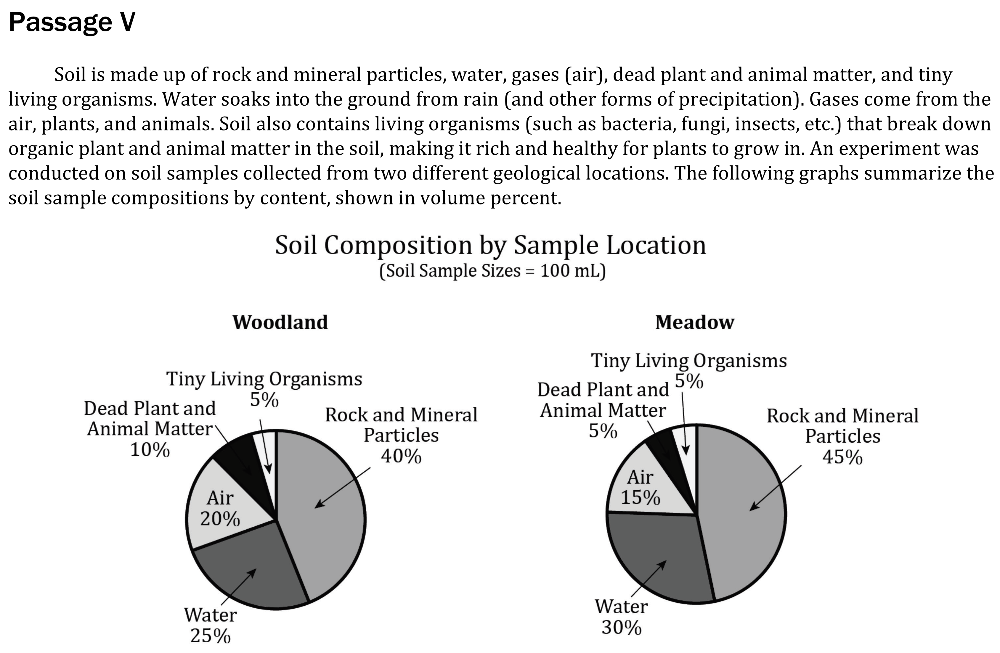 Passage V
Soil is made up of rock and mineral particles, water, gases (air), dead plant and animal matter, and tiny
living organisms. Water soaks into the ground from rain (and other forms of precipitation). Gases come from the
air, plants, and animals. Soil also contains living organisms (such as bacteria, fungi, insects, etc.) that break down
organic plant and animal matter in the soil, making it rich and healthy for plants to grow in. An experiment was
conducted on soil samples collected from two different geological locations. The following graphs summarize the
soil sample compositions by content, shown in volume percent.
Soil Composition by Sample Location
(Soil Sample Sizes = 100 mL)
Woodland
Tiny Living Organisms
5%
Dead Plant and
Animal Matter
10%
Rock and Mineral
Particles
40%
Air
20%
Water
25%
Meadow
Tiny Living Organisms
5%
Dead Plant and
Animal Matter
5%
Rock and Mineral
Particles
45%
Air
15%
Water
30%